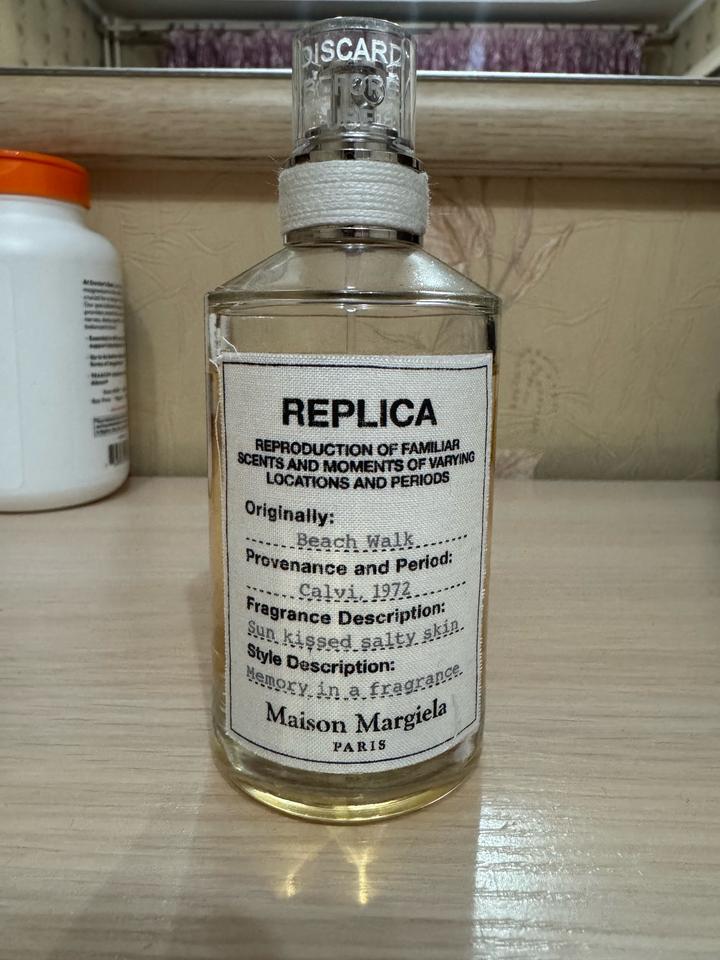 DISCARD
REPLICA
REPRODUCTION OF FAMILIAR
SCENTS AND MOMENTS OF VARYING
LOCATIONS AND PERIODS
Originally:
Beach Walk
Provenance and Period:
Calvi, 1972
Fragrance Description:
Sun kissed salty skin
Style Description:
Memory in a fragrance
Maison Margiela
PARIS